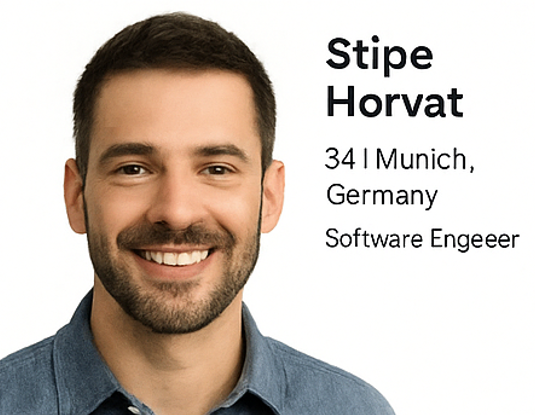 Stipe
Horvat
34 | Munich,
Germany
Software Engeeer